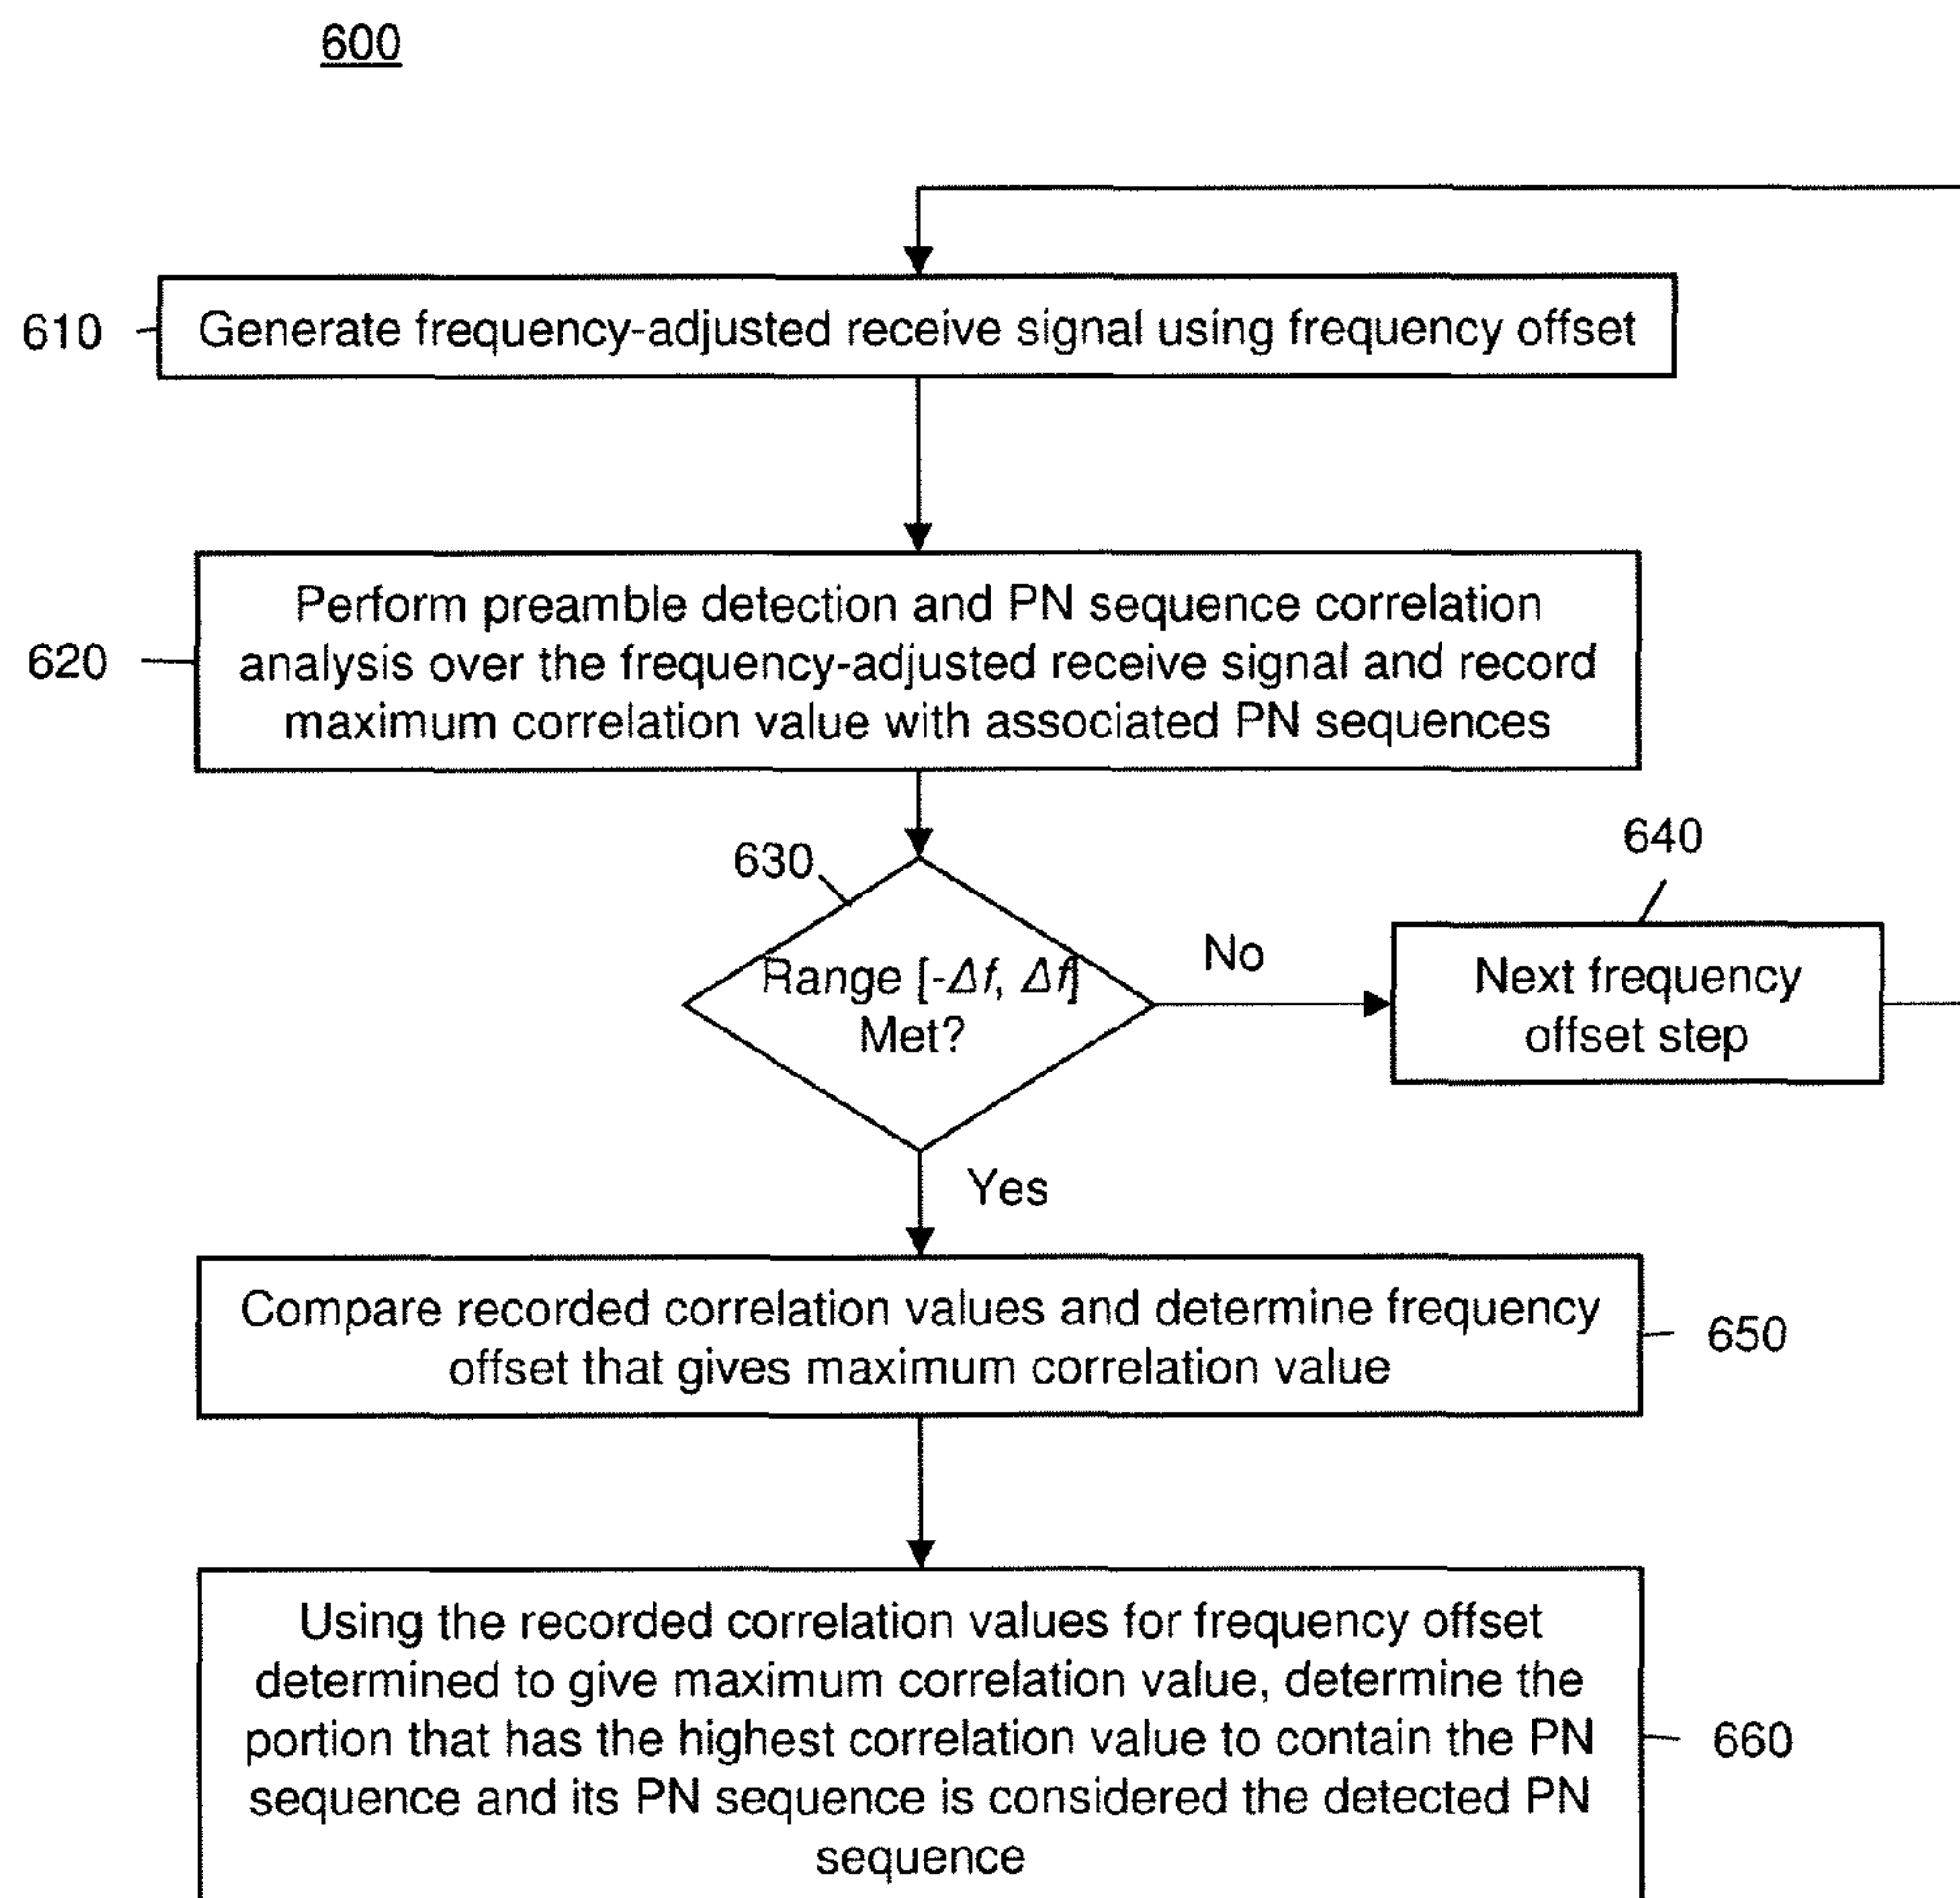 600
610
Generate frequency-adjusted receive signal using frequency offset
620
Perform preamble detection and PN sequence correlation
analysis over the frequency-adjusted receive signal and record
maximum correlation value with associated PN sequences
630
Range [-Δf, Δf]
Met?
No
640
Next frequency
offset step
Yes
Compare recorded correlation values and determine frequency
offset that gives maximum correlation value
650
Using the recorded correlation values for frequency offset
determined to give maximum correlation value, determine the
portion that has the highest correlation value to contain the PN
sequence and its PN sequence is considered the detected PN
sequence
660